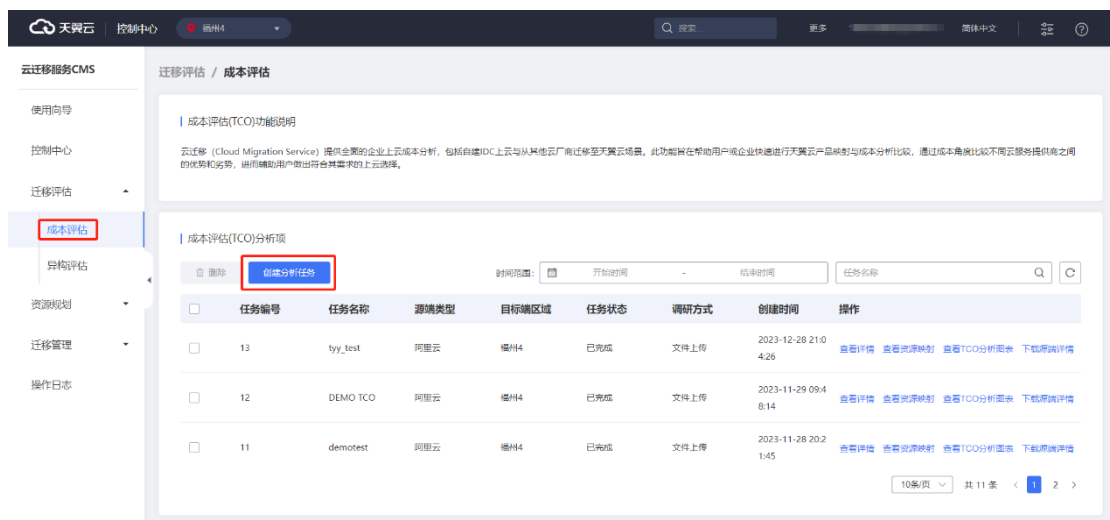 天翼云 控制中心 福州4 搜索... 更多 简体中文
云迁移服务CMS
使用向导
控制中心
迁移评估
成本评估
异构评估
资源规划
迁移管理
操作日志
迁移评估 / 成本评估
成本评估(TCO)功能说明
云迁移（Cloud Migration Service）提供全面的企业上云成本分析，包括自建IDC上云与从其他云厂商迁移至天翼云场景。此功能旨在帮助用户或企业快速进行天翼云产品映射与成本分析比较，通过成本角度比较不同云服务提供商之间
的优势和劣势，进而辅助用户做出符合其需求的上云选择。
成本评估(TCO)分析项
删除 创建分析任务 时间范围: 开始时间 - 结束时间 任务名称
任务编号 任务名称 源端类型 目标端区域 任务状态 调研方式 创建时间 操作
13 tyy_test 阿里云 福州4 已完成 文件上传 2023-12-28 21:0
4:26 查看详情 查看资源映射 查看TCO分析图表 下载源端详情
12 DEMO TCO 阿里云 福州4 已完成 文件上传 2023-11-29 09:4
8:14 查看详情 查看资源映射 查看TCO分析图表 下载源端详情
11 demotest 阿里云 福州4 已完成 文件上传 2023-11-28 20:2
1:45 查看详情 查看资源映射 查看TCO分析图表 下载源端详情
10条/页 共 11 条 < 1 2 >